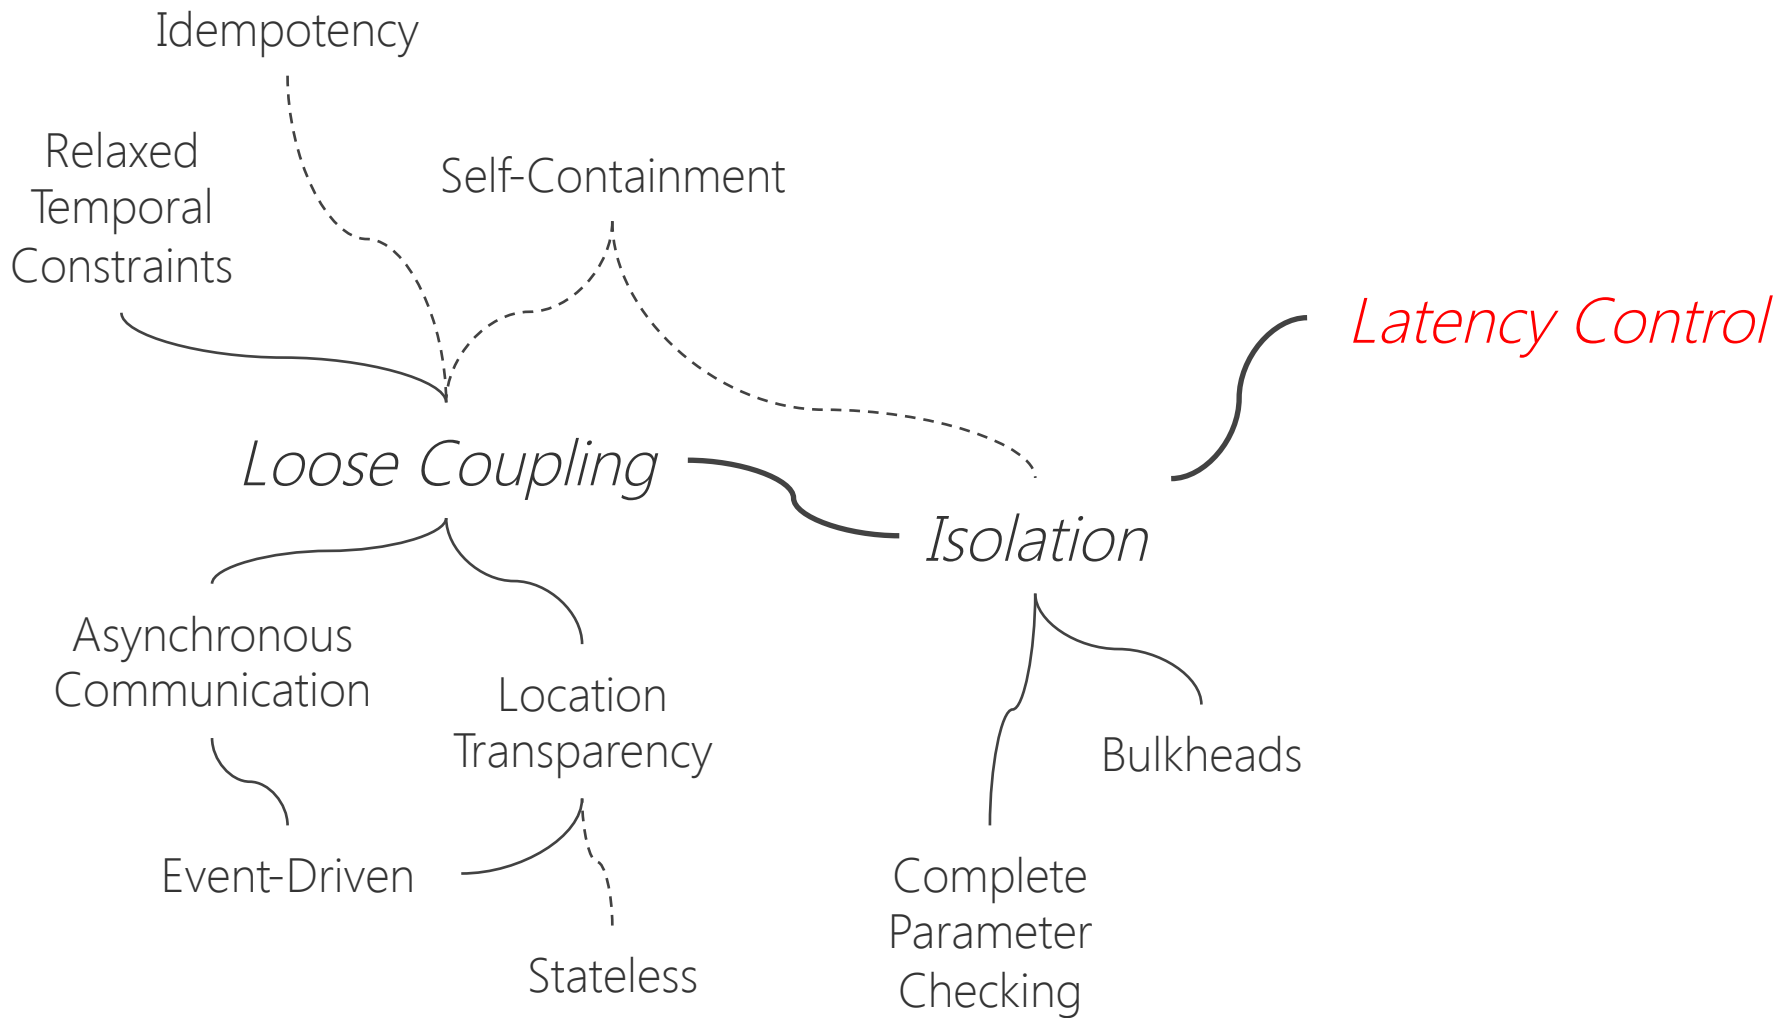 Idempotency
Relaxed
Temporal
Constraints
Self-Containment
Latency Control
Loose Coupling
Isolation
Asynchronous
Communication
Location
Transparency
Bulkheads
Event-Driven
Complete
Parameter
Checking
Stateless